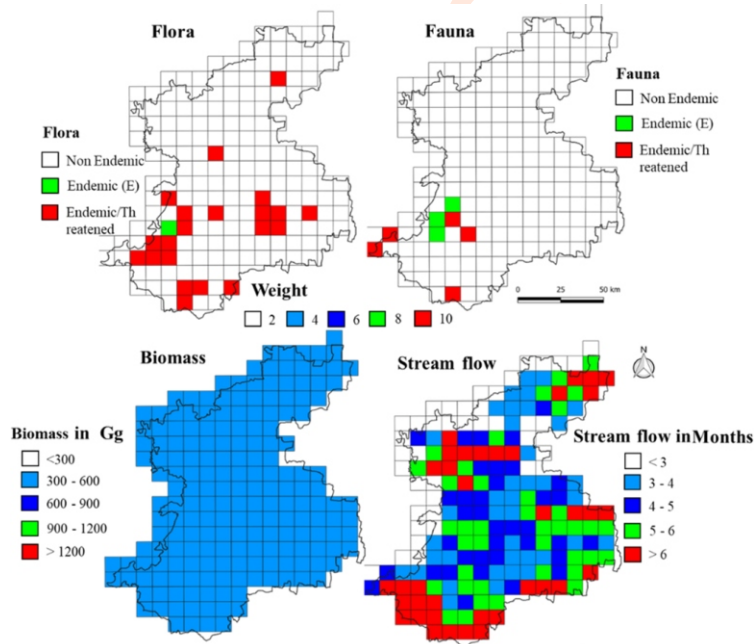 Flora
Fauna
Flora
Non Endemic
Endemic (E)
Endemic/Th
reatened
Fauna
Non Endemic
Endemic (E)
Endemic/Th
reatened
0 25 50 km
Weight
2 4 6 8 10
Biomass
Stream flow
Biomass in Gg
<300
300 - 600
600 - 900
900 - 1200
> 1200
Stream flow in Months
< 3
3 - 4
4 - 5
5 - 6
> 6